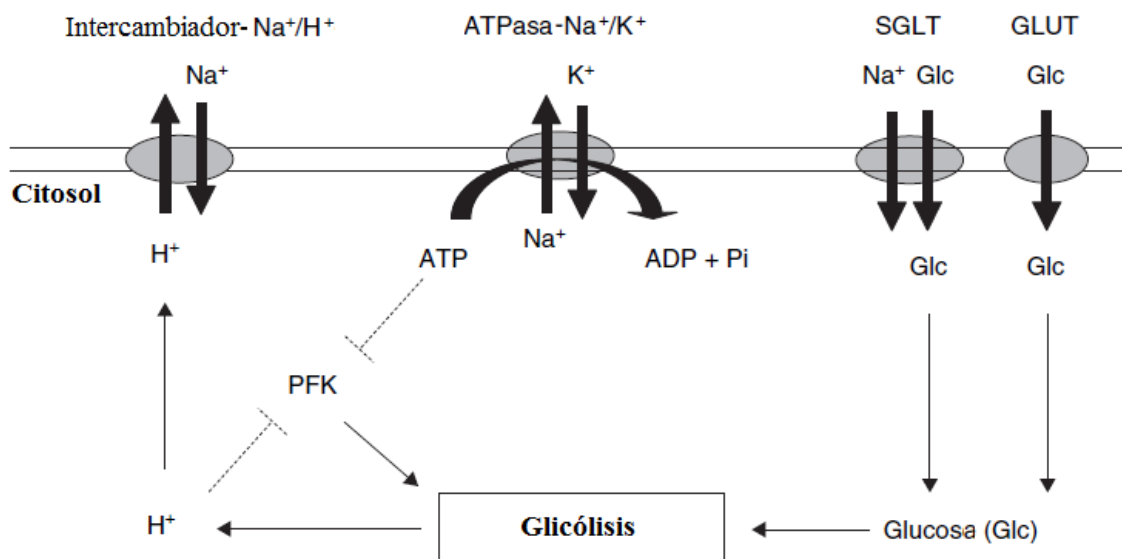 Intercambiador- Na⁺/H⁺ ATPasa-Na⁺/K⁺ SGLT GLUT
Na⁺ K⁺ Na⁺ Glc Glc
Citosol
H⁺ ATP Na⁺ ADP + Pi Glc Glc
PFK
H⁺ Glicólisis Glucosa (Glc)